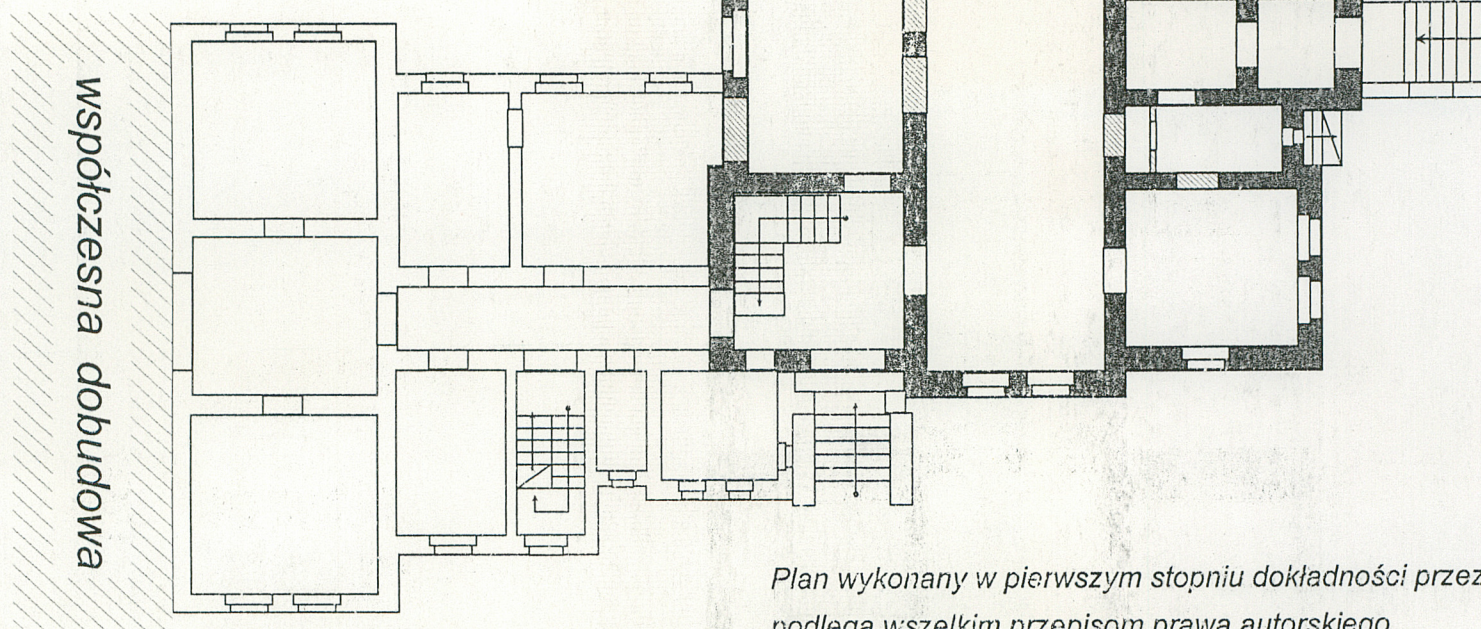 współczesna dobudowa
Plan wykonany w pierwszym stopniu dokładności przez
podlega wszelkim przepisom prawa autorskiego